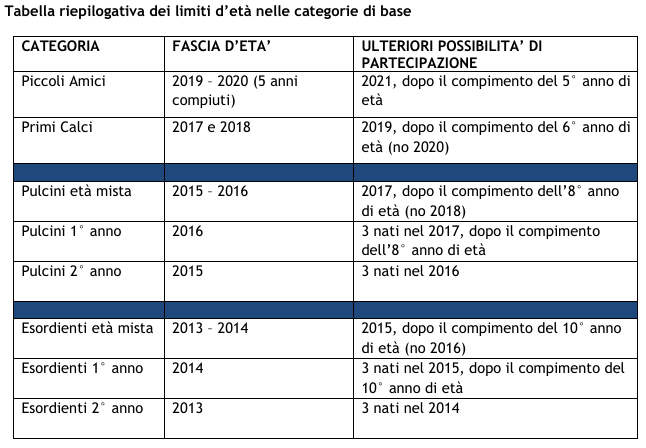 Tabella riepilogativa dei limiti d’età nelle categorie di base
CATEGORIA FASCIA D’ETA’ ULTERIORI POSSIBILITA’ DI
PARTECIPAZIONE
Piccoli Amici 2019 – 2020 (5 anni 2021, dopo il compimento del 5° anno di
compiuti) età
Primi Calci 2017 e 2018 2019, dopo il compimento del 6° anno di
età (no 2020)
Pulcini età mista 2015 – 2016 2017, dopo il compimento dell’8° anno
di età (no 2018)
Pulcini 1° anno 2016 3 nati nel 2017, dopo il compimento
dell’8° anno di età
Pulcini 2° anno 2015 3 nati nel 2016
Esordienti età mista 2013 – 2014 2015, dopo il compimento del 10° anno
di età (no 2016)
Esordienti 1° anno 2014 3 nati nel 2015, dopo il compimento del
10° anno di età
Esordienti 2° anno 2013 3 nati nel 2014